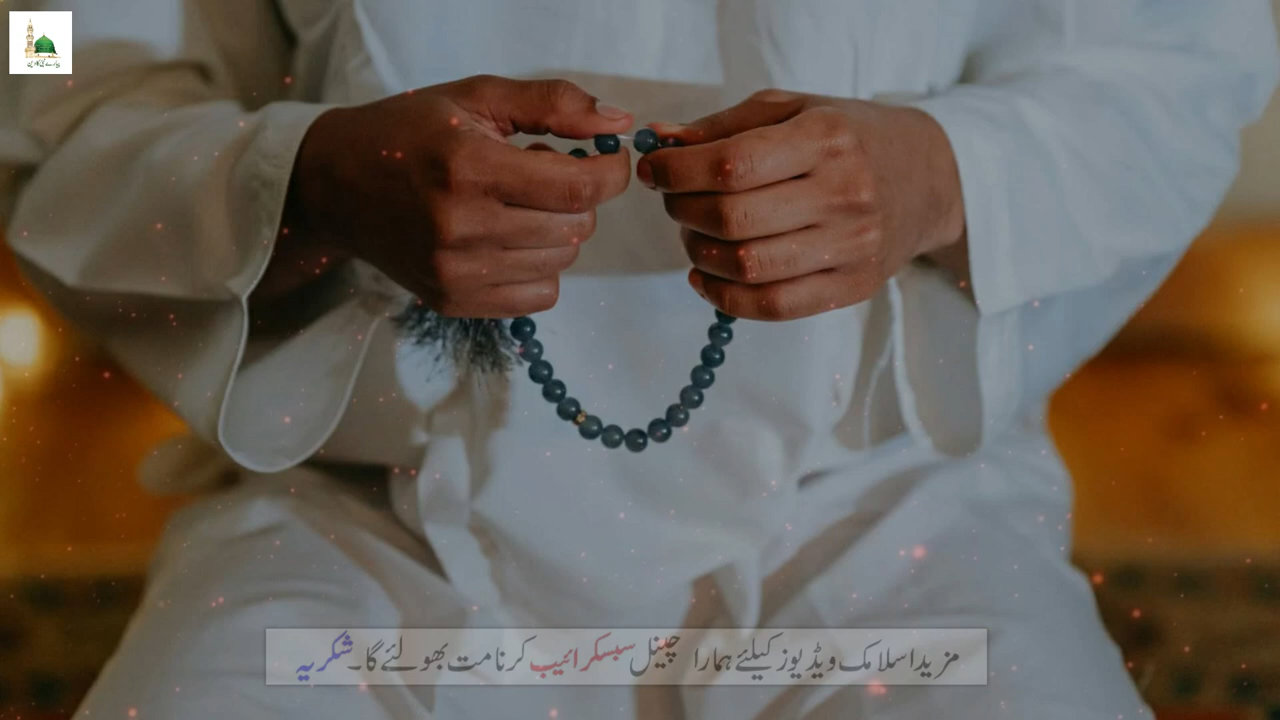 مزید اسلامک ویڈیوز کیلئے ہمارا چینل سبسکرائیب کرنا مت بھولئے گا۔ شکریہ